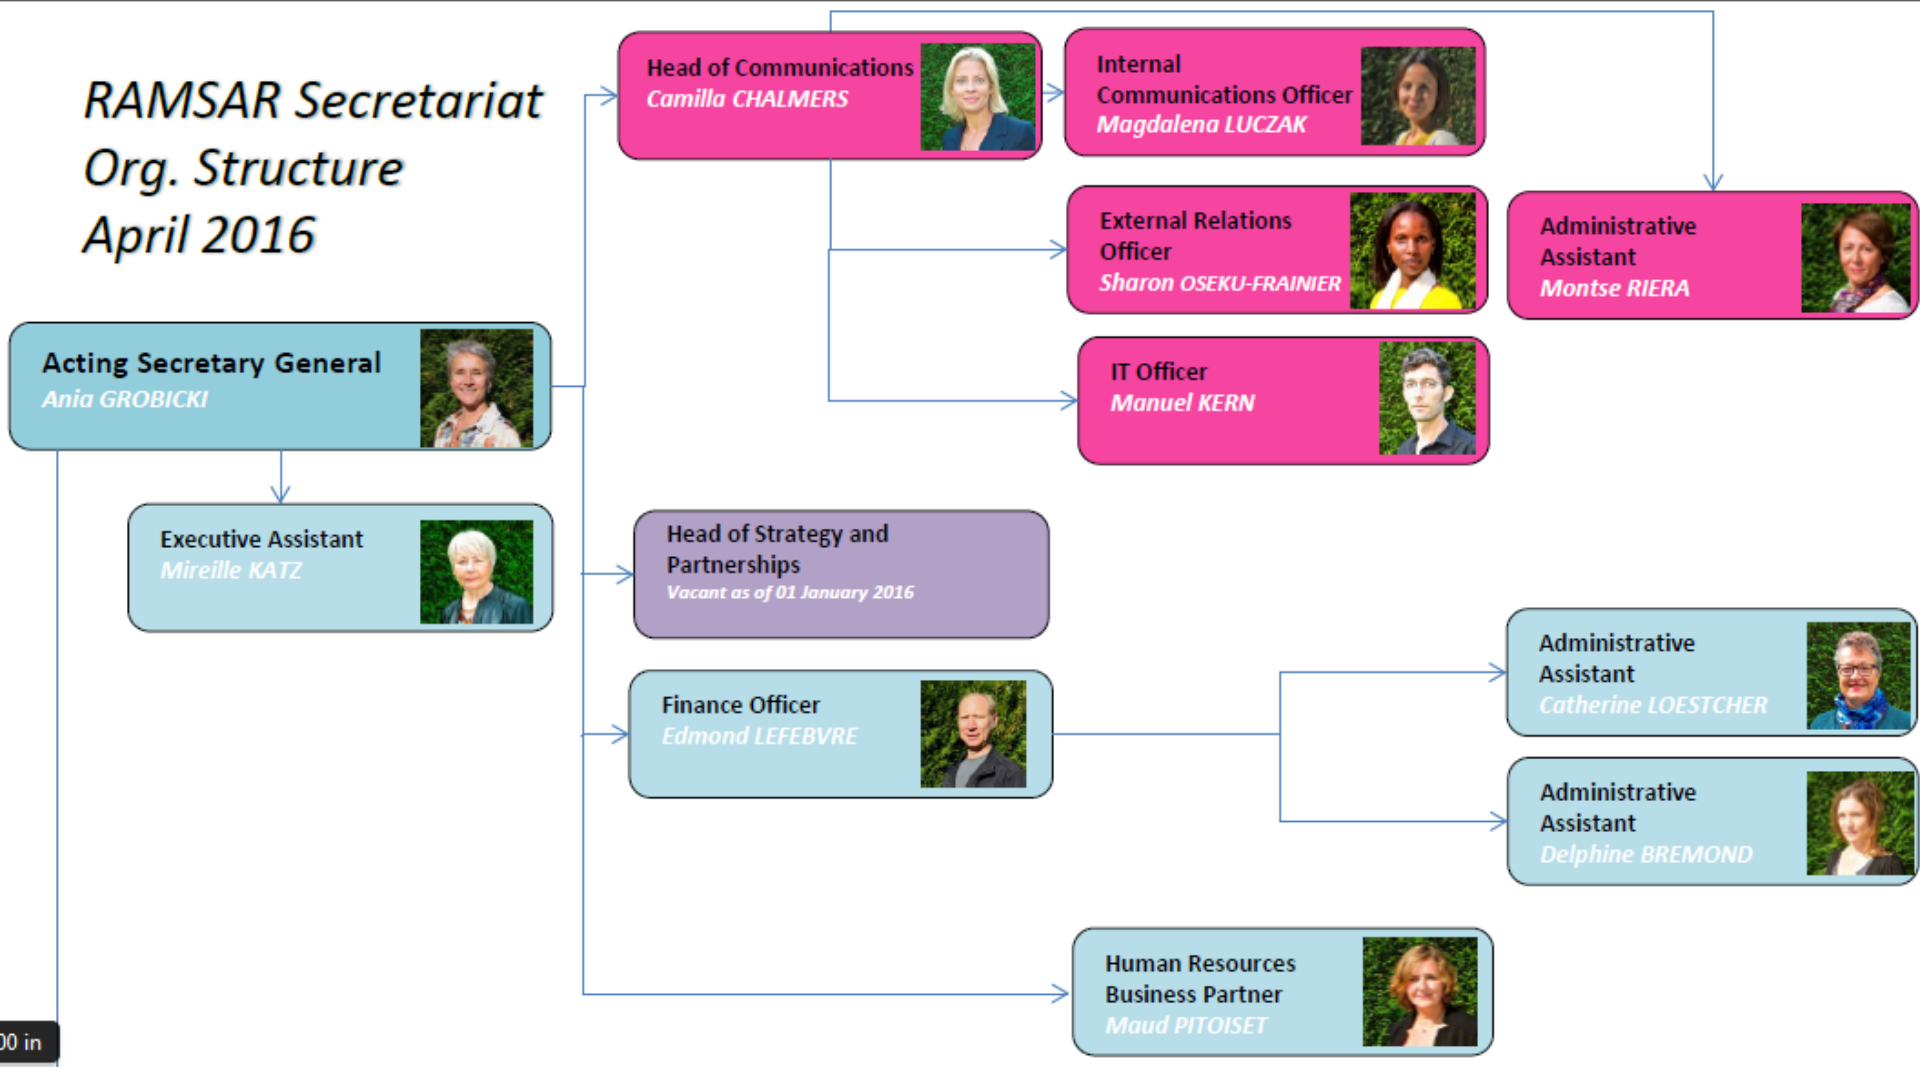 RAMSAR Secretariat
Org. Structure
April 2016
Head of Communications
Camilla CHALMERS
Internal
Communications Officer
Magdalena LUCZAK
External Relations
Officer
Sharon OSEKU-FRAINIER
Administrative
Assistant
Montse RIERA
IT Officer
Manuel KERN
Acting Secretary General
Ania GROBICKI
Executive Assistant
Mireille KATZ
Head of Strategy and
Partnerships
Vacant as of 01 January 2016
Finance Officer
Edmond LEFEBVRE
Administrative
Assistant
Catherine LOESTCHER
Administrative
Assistant
Delphine BREMOND
Human Resources
Business Partner
Maud PITOISET
00 in